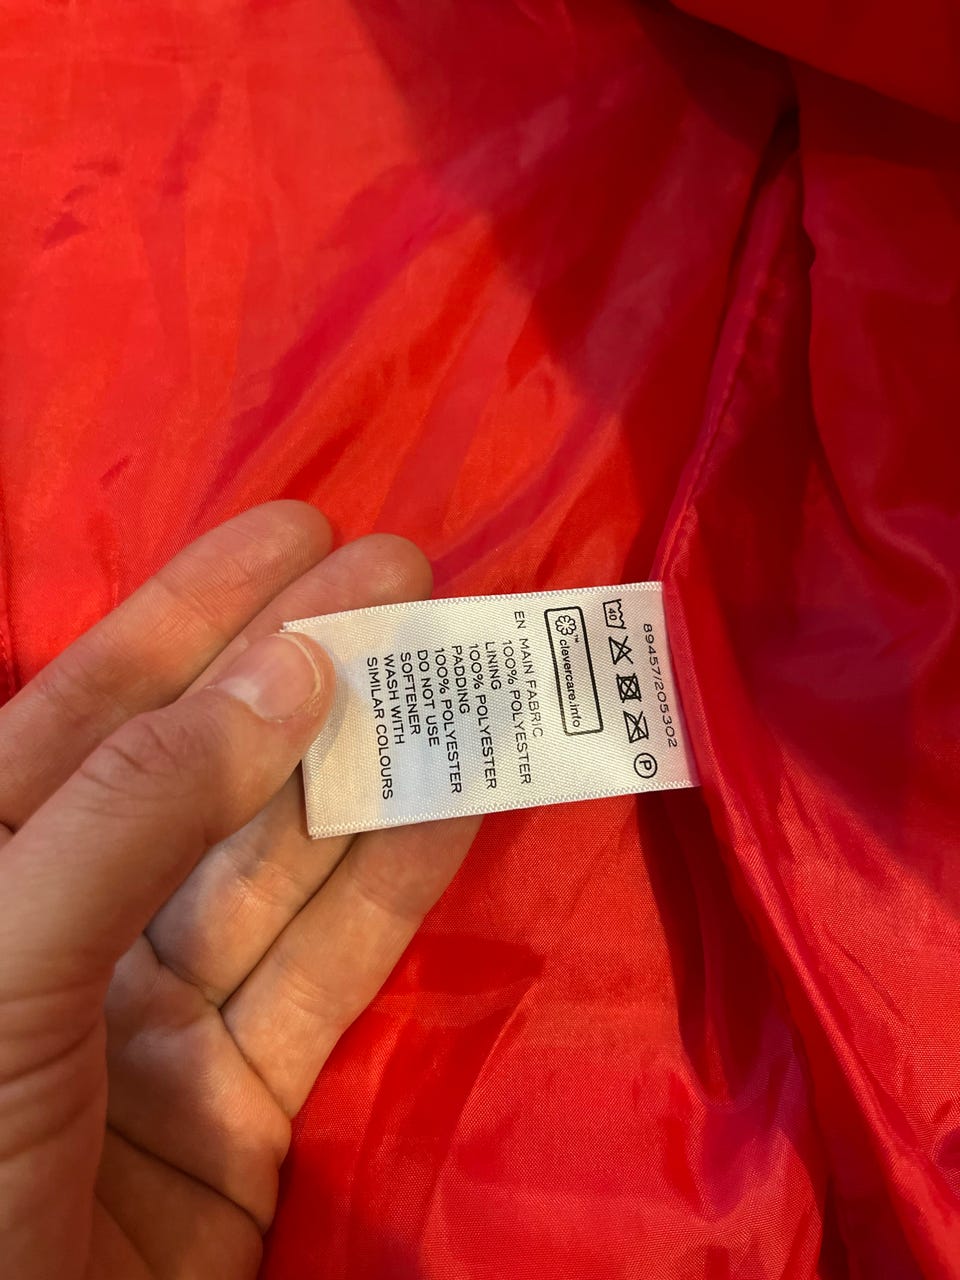 89457/205302
40
P
clevercare.info™
EN MAIN FABRIC
100% POLYESTER
LINING
100% POLYESTER
PADDING
100% POLYESTER
DO NOT USE
SOFTENER
WASH WITH
SIMILAR COLOURS